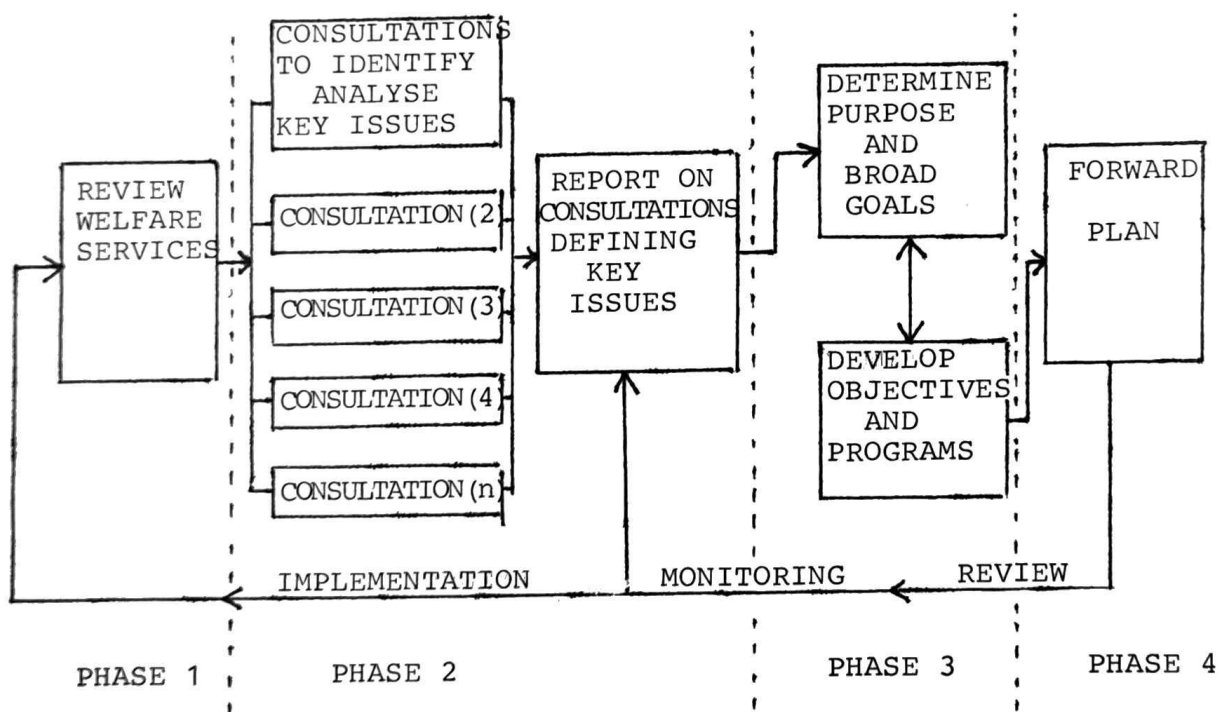 CONSULTATIONS
TO IDENTIFY
ANALYSE
KEY ISSUES
REVIEW
WELFARE
SERVICES
CONSULTATION(2)
CONSULTATION(3)
CONSULTATION(4)
CONSULTATION(n)
REPORT ON
CONSULTATIONS
DEFINING
KEY
ISSUES
DETERMINE
PURPOSE
AND
BROAD
GOALS
DEVELOP
OBJECTIVES
AND
PROGRAMS
FORWARD
PLAN
IMPLEMENTATION
MONITORING
REVIEW
PHASE 1
PHASE 2
PHASE 3
PHASE 4